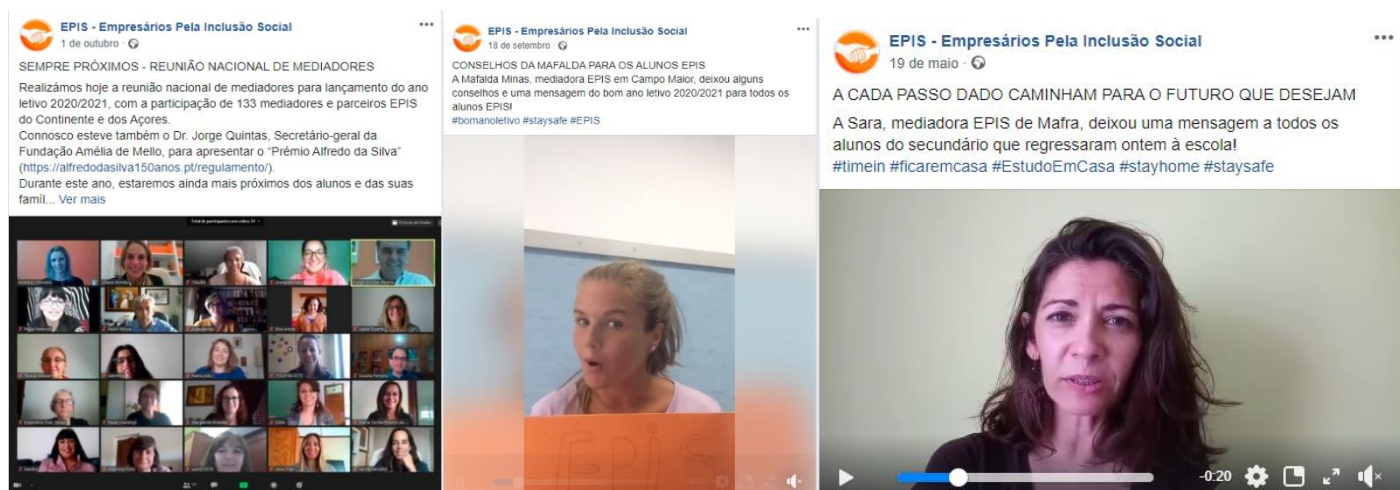 EPIS - Empresários Pela Inclusão Social
1 de outubro ·
SEMPRE PRÓXIMOS - REUNIÃO NACIONAL DE MEDIADORES
Realizámos hoje a reunião nacional de mediadores para lançamento do ano
letivo 2020/2021, com a participação de 133 mediadores e parceiros EPIS
do Continente e dos Açores.
Connosco esteve também o Dr. Jorge Quintas, Secretário-geral da
Fundação Amélia de Mello, para apresentar o “Prémio Alfredo da Silva”
(https://alfredodasilva150anos.pt/regulamento/).
Durante este ano, estaremos ainda mais próximos dos alunos e das suas
famíl... Ver mais
EPIS - Empresários Pela Inclusão Social
18 de setembro ·
CONSELHOS DA MAFALDA PARA OS ALUNOS EPIS
A Mafalda Minas, mediadora EPIS em Campo Maior, deixou alguns
conselhos e uma mensagem do bom ano letivo 2020/2021 para todos os
alunos EPIS!
#bomanoletivo #staysafe #EPIS
EPIS
EPIS - Empresários Pela Inclusão Social
19 de maio ·
A CADA PASSO DADO CAMINHAM PARA O FUTURO QUE DESEJAM
A Sara, mediadora EPIS de Mafra, deixou uma mensagem a todos os
alunos do secundário que regressaram ontem à escola!
#timein #ficaremcasa #EstudoEmCasa #stayhome #staysafe
-0:20